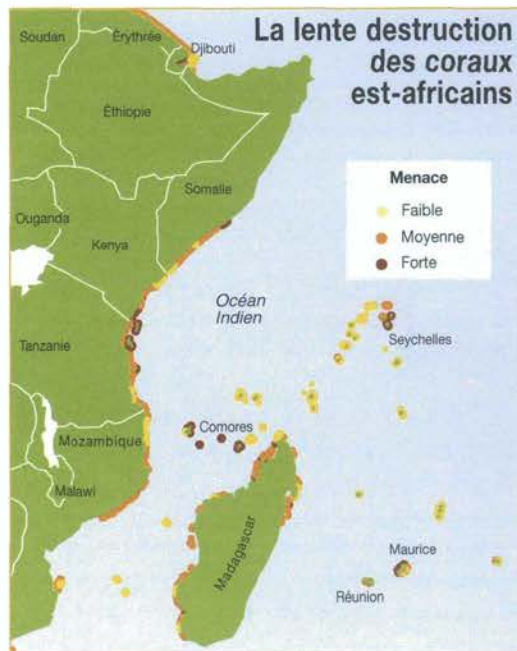 La lente destruction
des coraux
est-africains
Soudan
Érythrée
Djibouti
Éthiopie
Somalie
Ouganda
Kenya
Menace
Faible
Moyenne
Forte
Océan
Indien
Seychelles
Tanzanie
Comores
Mozambique
Malawi
Madagascar
Maurice
Réunion